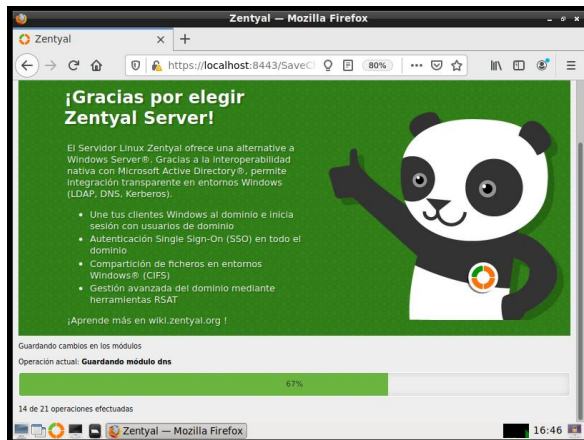 Zentyal — Mozilla Firefox
Zentyal
https://localhost:8443/SaveC
80%
¡Gracias por elegir
Zentyal Server!
El Servidor Linux Zentyal ofrece una alternative a
Windows Server®. Gracias a la interoperabilidad
nativa con Microsoft Active Directory®, permite
integración transparente en entornos Windows
(LDAP, DNS, Kerberos).
• Une tus clientes Windows al dominio e inicia
sesión con usuarios de dominio
• Autenticación Single Sign-On (SSO) en todo el
dominio
• Compartición de ficheros en entornos
Windows® (CIFS)
• Gestión avanzada del dominio mediante
herramientas RSAT
¡Aprende más en wiki.zentyal.org !
Guardando cambios en los módulos
Operación actual: Guardando módulo dns
67%
14 de 21 operaciones efectuadas
Zentyal — Mozilla Firefox
16:46